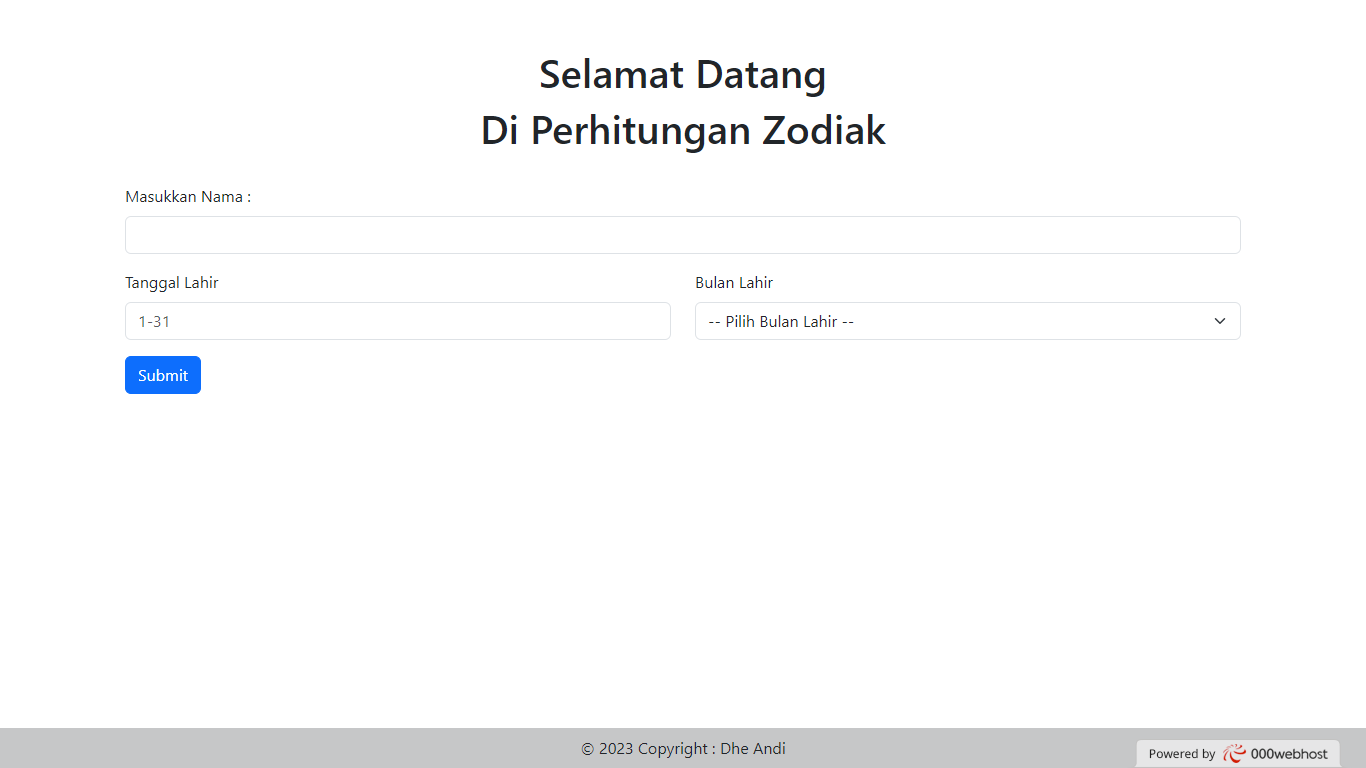 Selamat Datang
Di Perhitungan Zodiak
Masukkan Nama :
Tanggal Lahir
Bulan Lahir
1-31
-- Pilih Bulan Lahir --
Submit
© 2023 Copyright : Dhe Andi
Powered by 000webhost